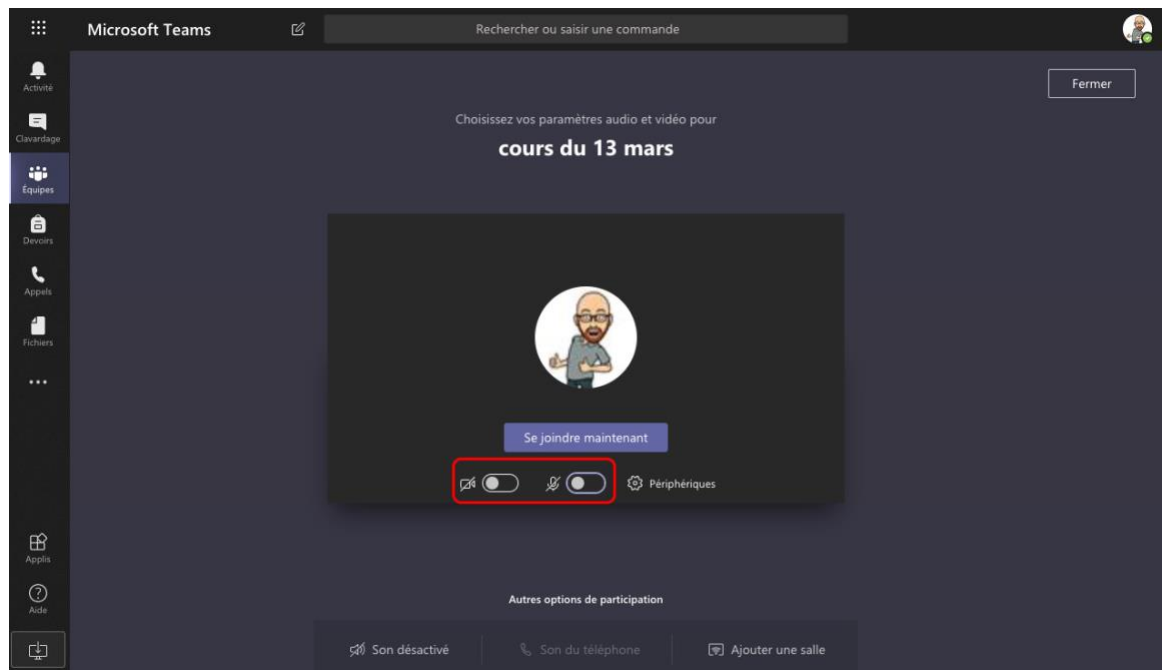 Microsoft Teams
Rechercher ou saisir une commande
Activité
Clavardage
Équipes
Devoirs
Appels
Fichiers
Applis
Aide
Fermer
Choisissez vos paramètres audio et vidéo pour
cours du 13 mars
Se joindre maintenant
Périphériques
Autres options de participation
Son désactivé
Son du téléphone
Ajouter une salle